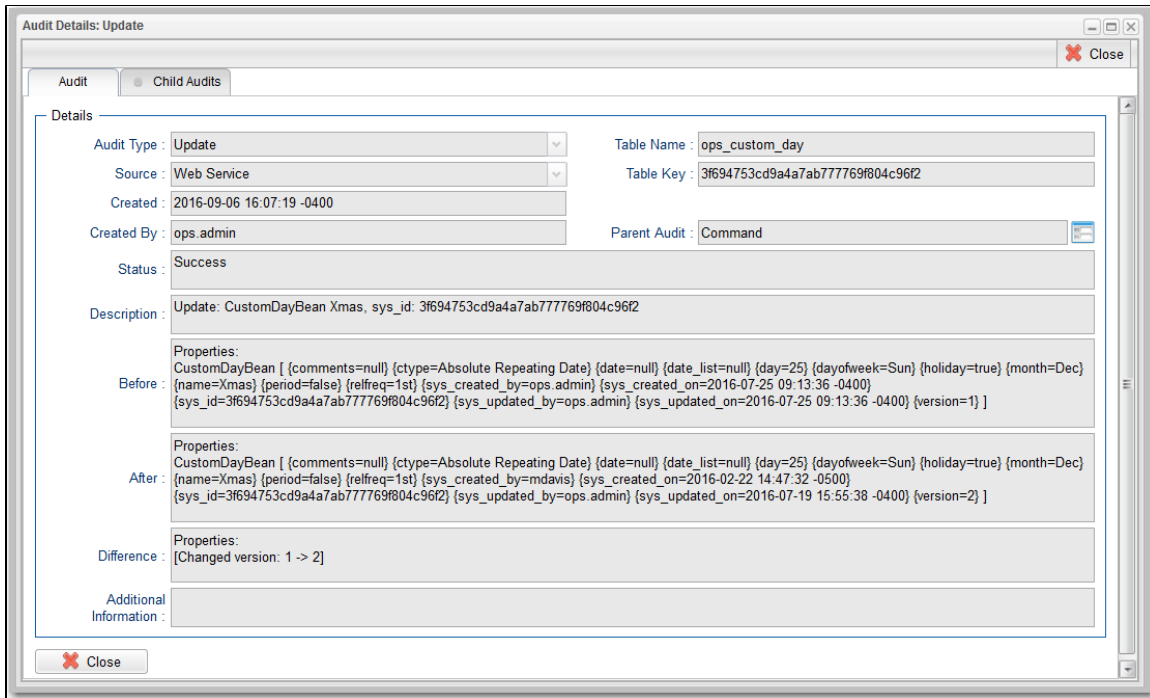 Audit Details: Update
Close
Audit
Child Audits
Details
Audit Type : Update
Table Name : ops_custom_day
Source : Web Service
Table Key : 3f694753cd9a4a7ab777769f804c96f2
Created : 2016-09-06 16:07:19 -0400
Created By : ops.admin
Parent Audit : Command
Status : Success
Description : Update: CustomDayBean Xmas, sys_id: 3f694753cd9a4a7ab777769f804c96f2
Before :
Properties:
CustomDayBean [ {comments=null} {ctype=Absolute Repeating Date} {date=null} {date_list=null} {day=25} {dayofweek=Sun} {holiday=true} {month=Dec}
{name=Xmas} {period=false} {relfreq=1st} {sys_created_by=ops.admin} {sys_created_on=2016-07-25 09:13:36 -0400}
{sys_id=3f694753cd9a4a7ab777769f804c96f2} {sys_updated_by=ops.admin} {sys_updated_on=2016-07-25 09:13:36 -0400} {version=1} ]
After :
Properties:
CustomDayBean [ {comments=null} {ctype=Absolute Repeating Date} {date=null} {date_list=null} {day=25} {dayofweek=Sun} {holiday=true} {month=Dec}
{name=Xmas} {period=false} {relfreq=1st} {sys_created_by=mdavis} {sys_created_on=2016-02-22 14:47:32 -0500}
{sys_id=3f694753cd9a4a7ab777769f804c96f2} {sys_updated_by=ops.admin} {sys_updated_on=2016-07-19 15:55:38 -0400} {version=2} ]
Difference :
Properties:
[Changed version: 1 -> 2]
Additional
Information :
Close